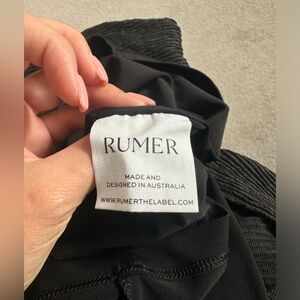 RUMER
MADE AND
DESIGNED IN AUSTRALIA
WWW.RUMERTHELABEL.COM